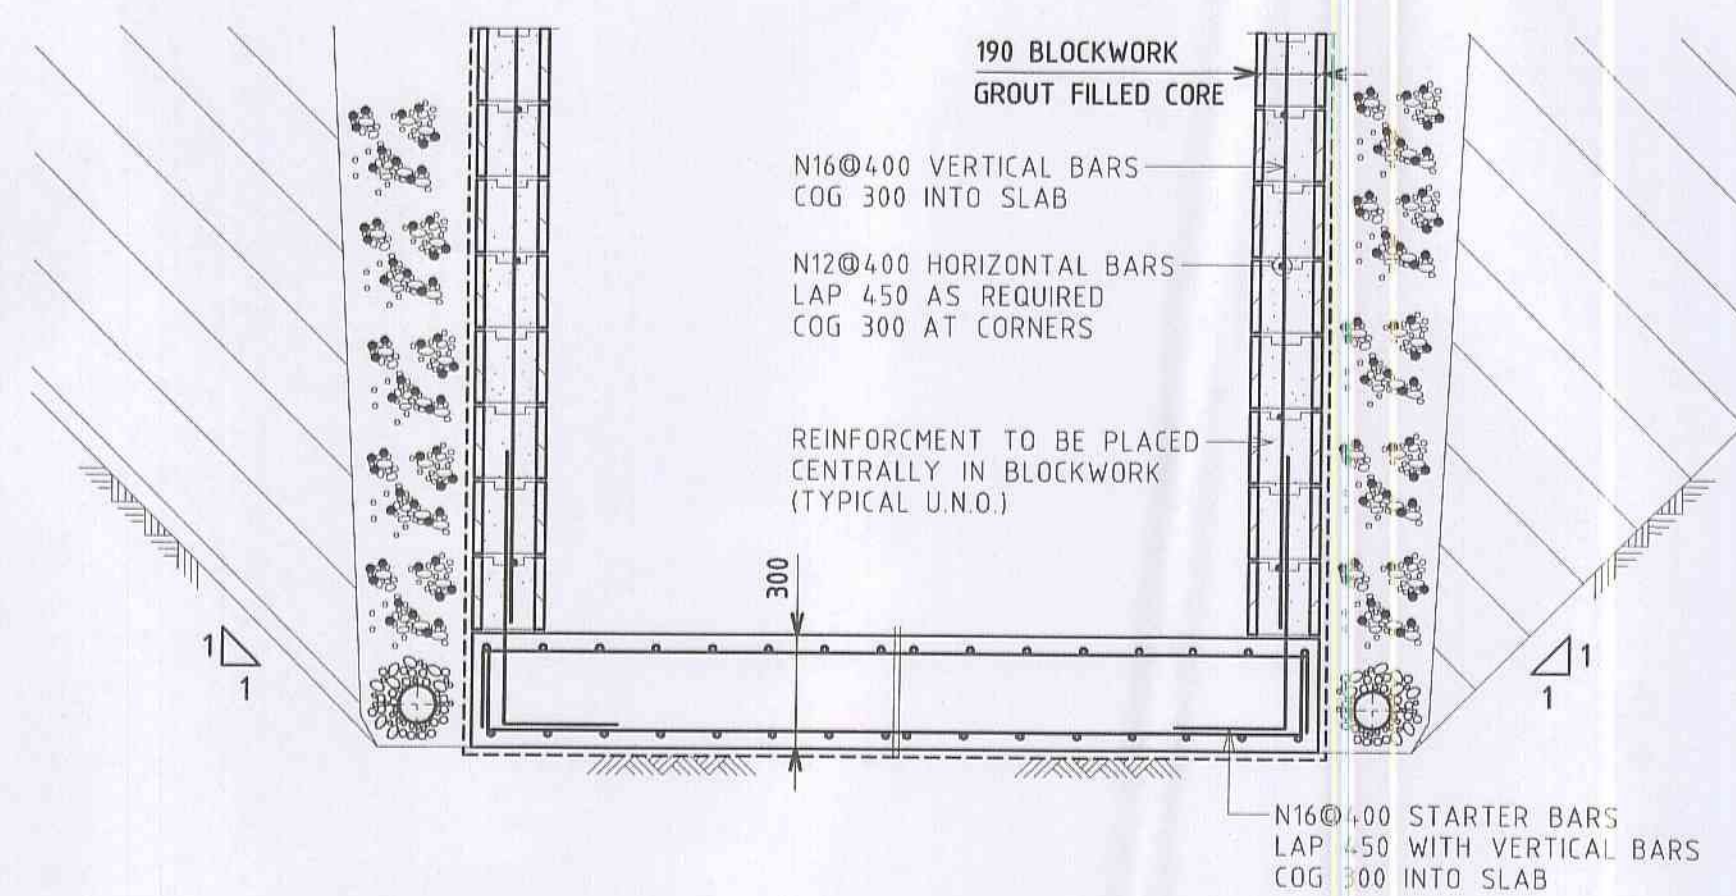 190 BLOCKWORK
GROUT FILLED CORE
N16@400 VERTICAL BARS
COG 300 INTO SLAB
N12@400 HORIZONTAL BARS
LAP 450 AS REQUIRED
COG 300 AT CORNERS
REINFORCMENT TO BE PLACED
CENTRALLY IN BLOCKWORK
(TYPICAL U.N.O.)
300
1
1
1
1
N16@400 STARTER BARS
LAP 450 WITH VERTICAL BARS
COG 300 INTO SLAB